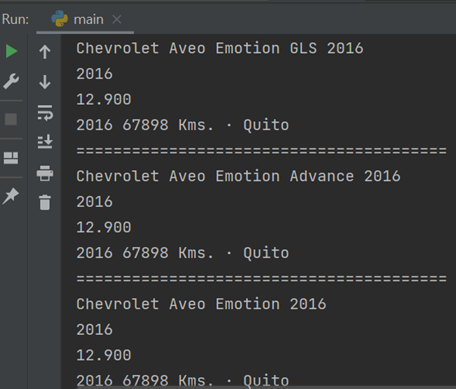 Run: main
Chevrolet Aveo Emotion GLS 2016
2016
12.900
2016 67898 Kms. · Quito
========================================
Chevrolet Aveo Emotion Advance 2016
2016
12.900
2016 67898 Kms. · Quito
========================================
Chevrolet Aveo Emotion 2016
2016
12.900
2016 67898 Kms. · Quito